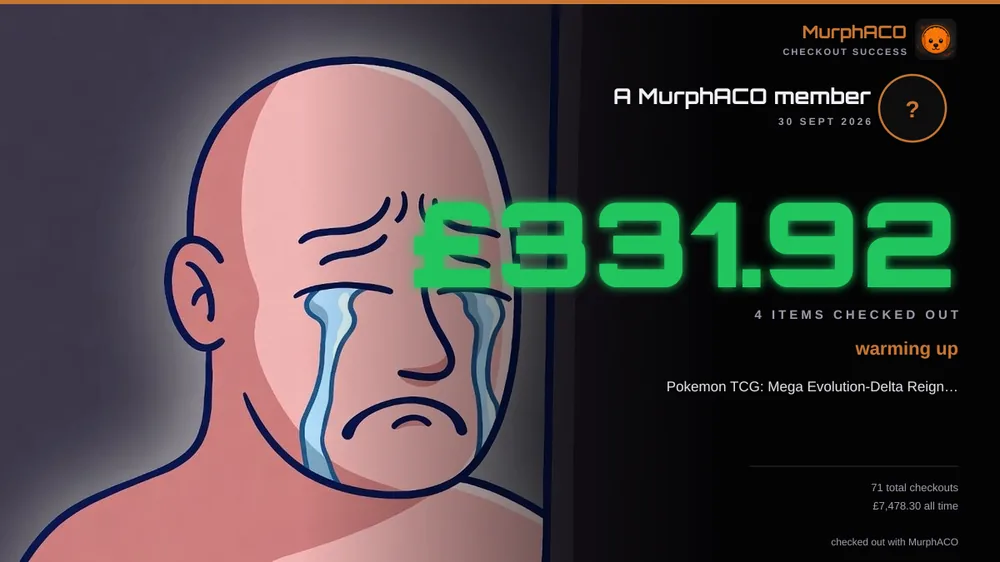 MurphACO
CHECKOUT SUCCESS
A MurphACO member
?
30 SEPT 2026
£331.92
4 ITEMS CHECKED OUT
warming up
Pokemon TCG: Mega Evolution-Delta Reign…
71 total checkouts
£7,478.30 all time
checked out with MurphACO